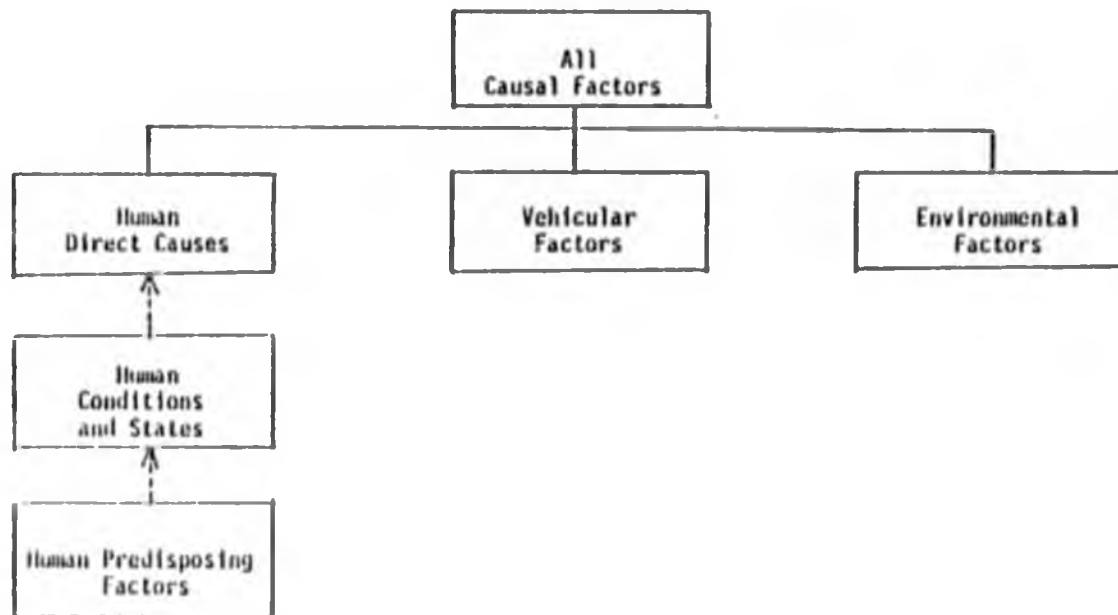 All
Causal Factors
Human
Direct Causes
Vehicular
Factors
Environmental
Factors
Human
Conditions
and States
Human Predisposing
Factors